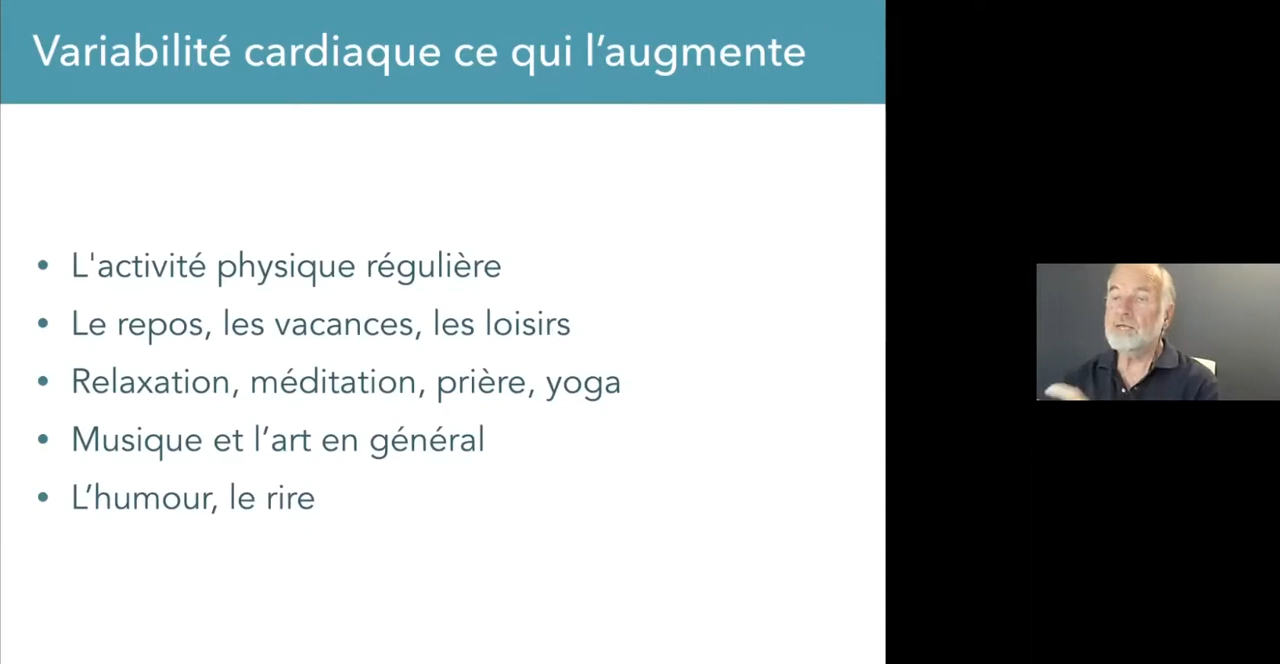 Variabilité cardiaque ce qui l’augmente
• L'activité physique régulière
• Le repos, les vacances, les loisirs
• Relaxation, méditation, prière, yoga
• Musique et l’art en général
• L’humour, le rire